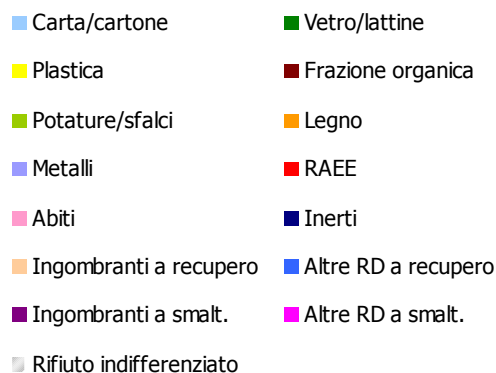 Carta/cartone
Vetro/lattine
Plastica
Frazione organica
Potature/sfalci
Legno
Metalli
RAEE
Abiti
Inerti
Ingombranti a recupero
Altre RD a recupero
Ingombranti a smalt.
Altre RD a smalt.
Rifiuto indifferenziato